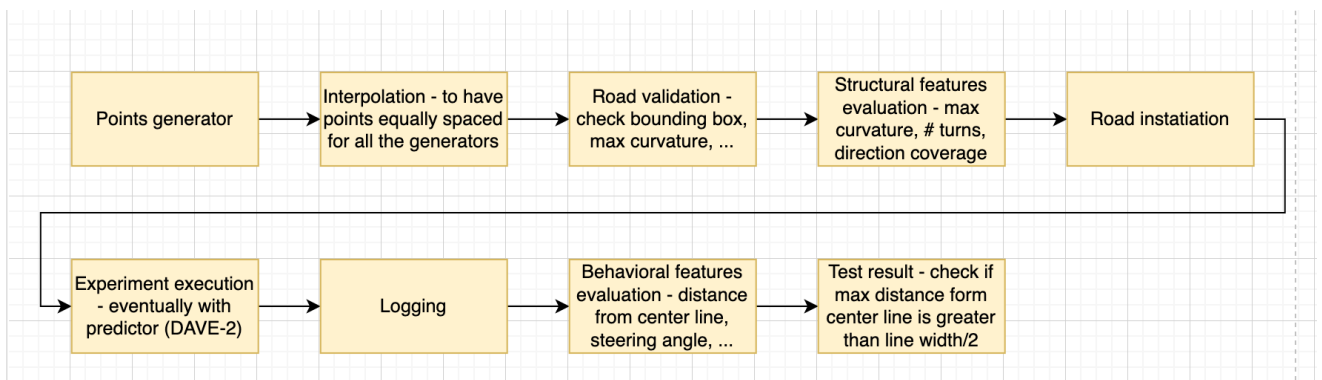 Points generator
Interpolation - to have
points equally spaced
for all the generators
Road validation -
check bounding box,
max curvature, ...
Structural features
evaluation - max
curvature, # turns,
direction coverage
Road instatiation
Experiment execution
- eventually with
predictor (DAVE-2)
Logging
Behavioral features
evaluation - distance
from center line,
steering angle, ...
Test result - check if
max distance form
center line is greater
than line width/2